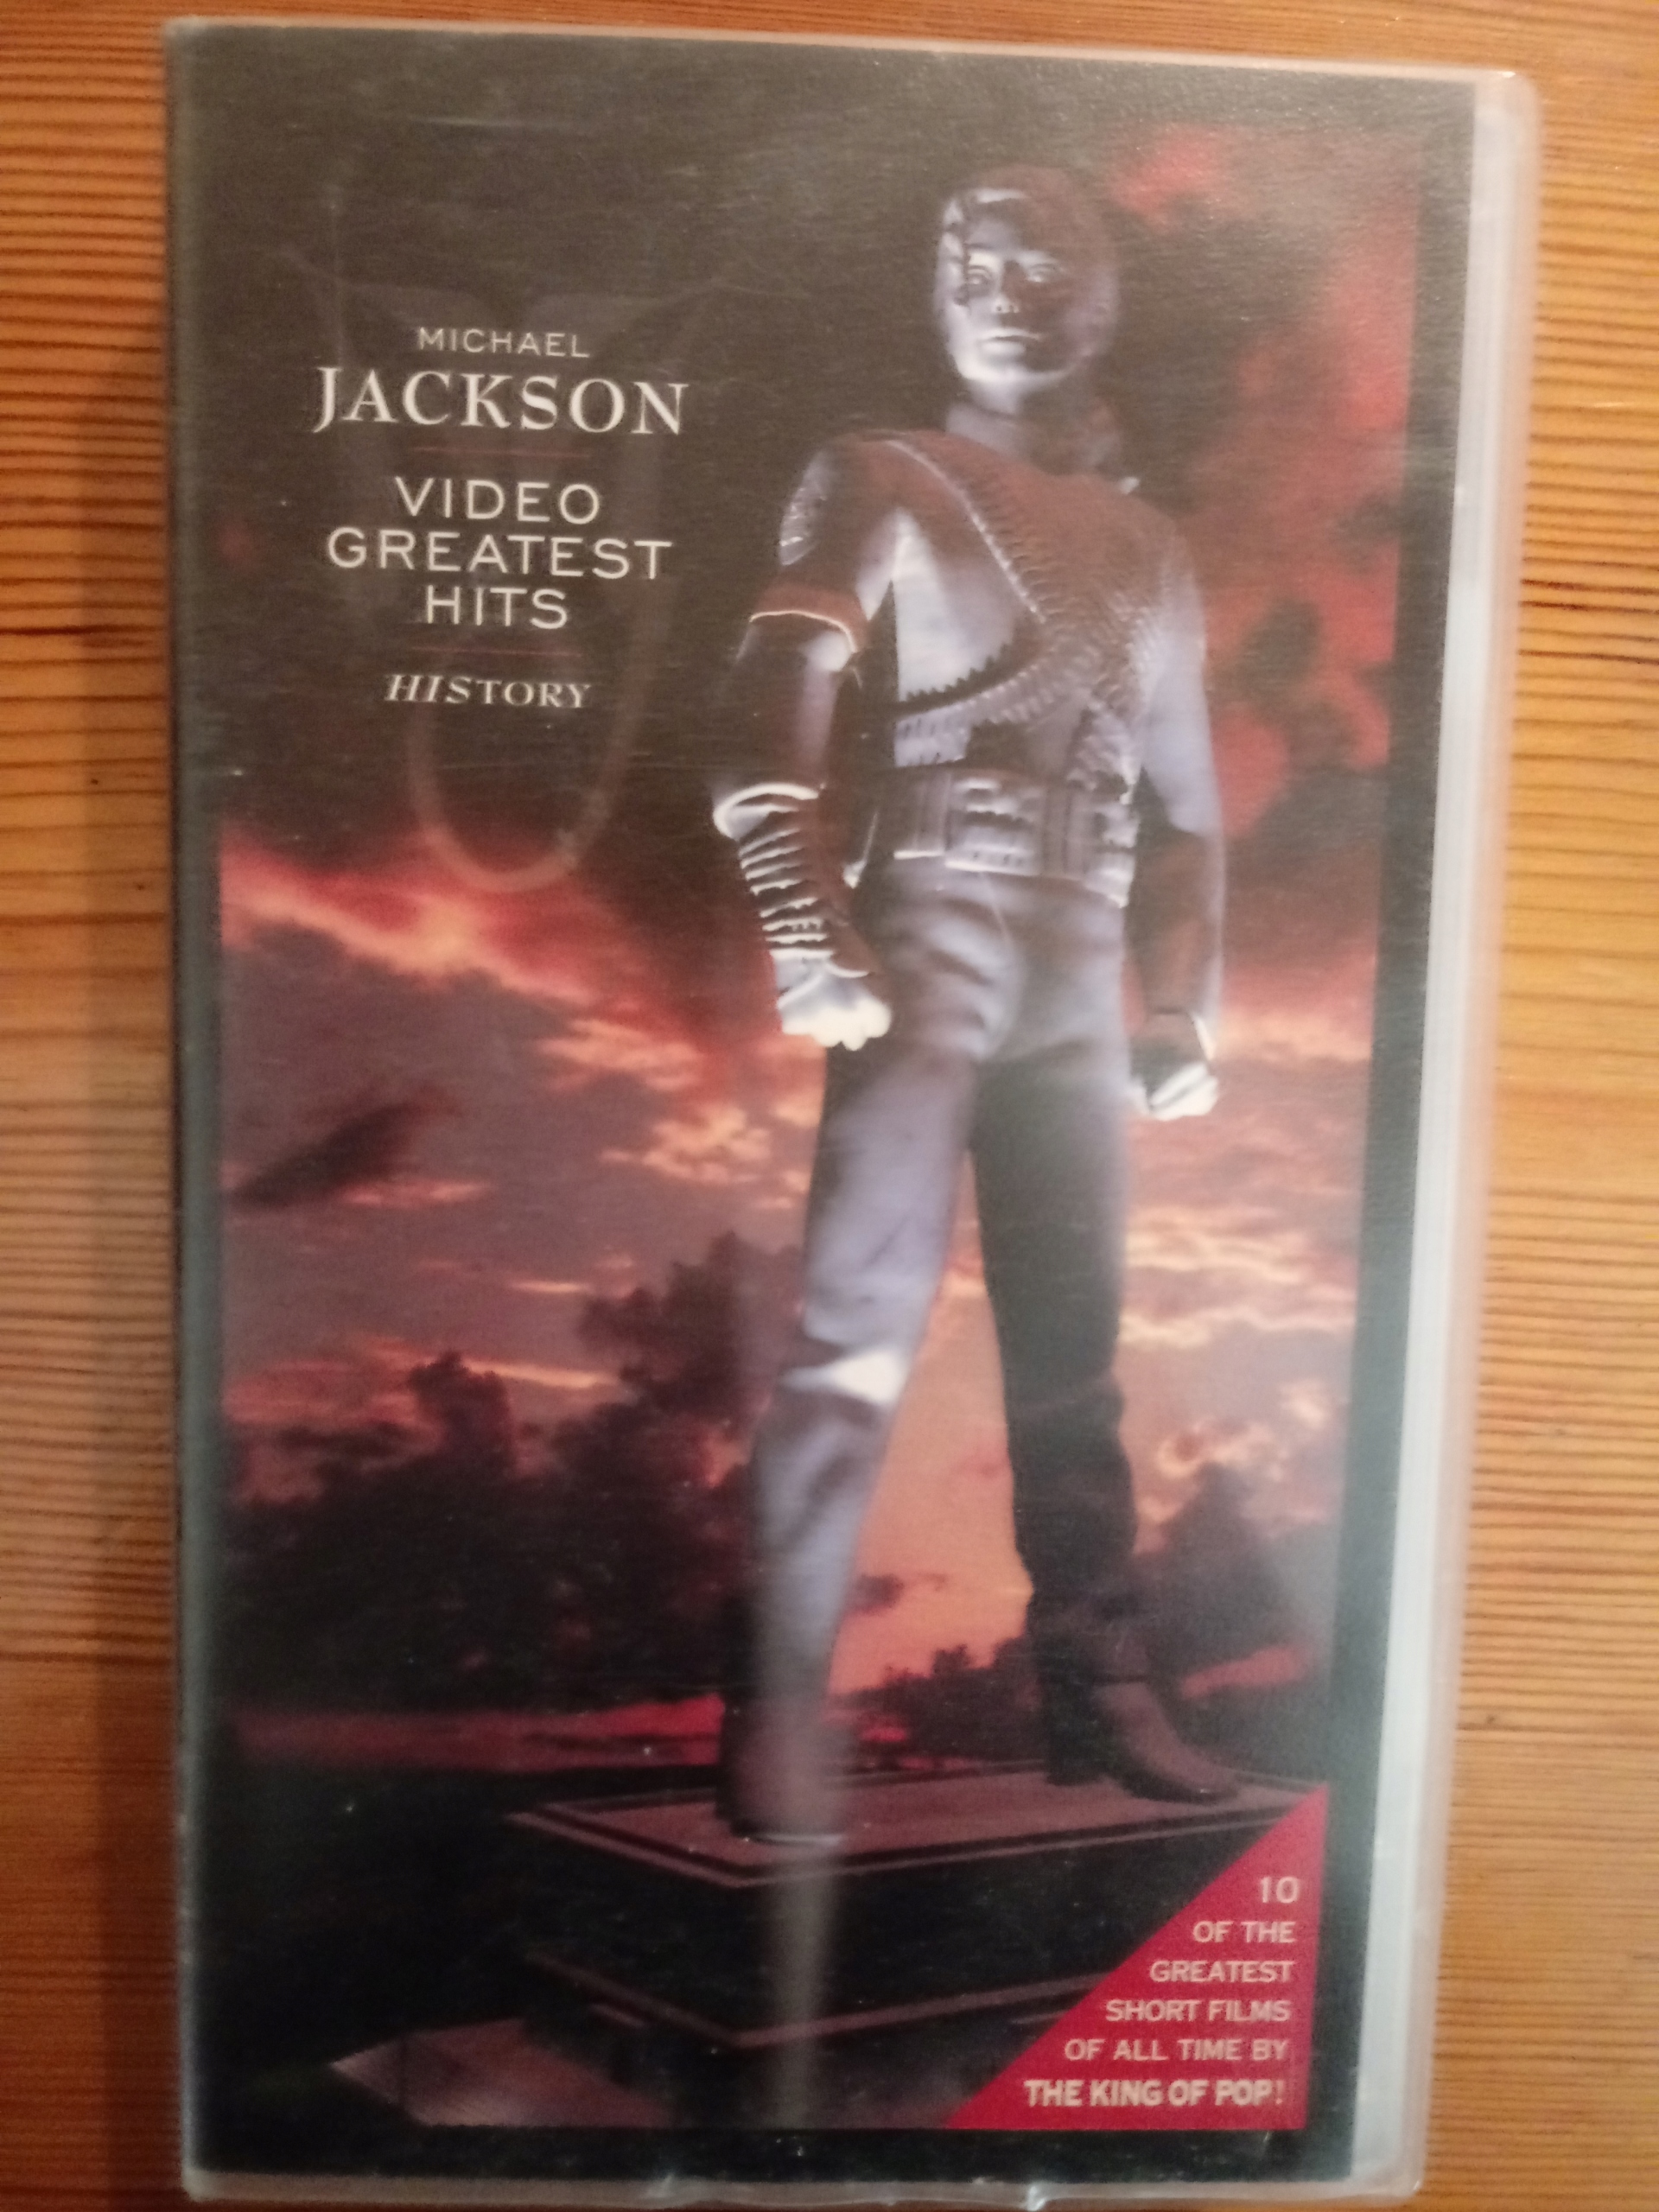 MICHAEL
JACKSON
VIDEO
GREATEST
HITS
HISTORY
10
OF THE
GREATEST
SHORT FILMS
OF ALL TIME BY
THE KING OF POP!